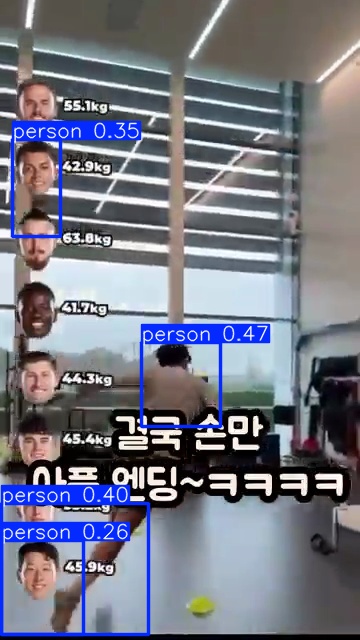 55.1kg
person 0.35
42.9kg
63.8kg
41.7kg
person 0.47
44.3kg
결국 손만
45.4kg
아픈 엔딩~ㅋㅋㅋㅋ
person 0.40
person 0.26
45.9kg